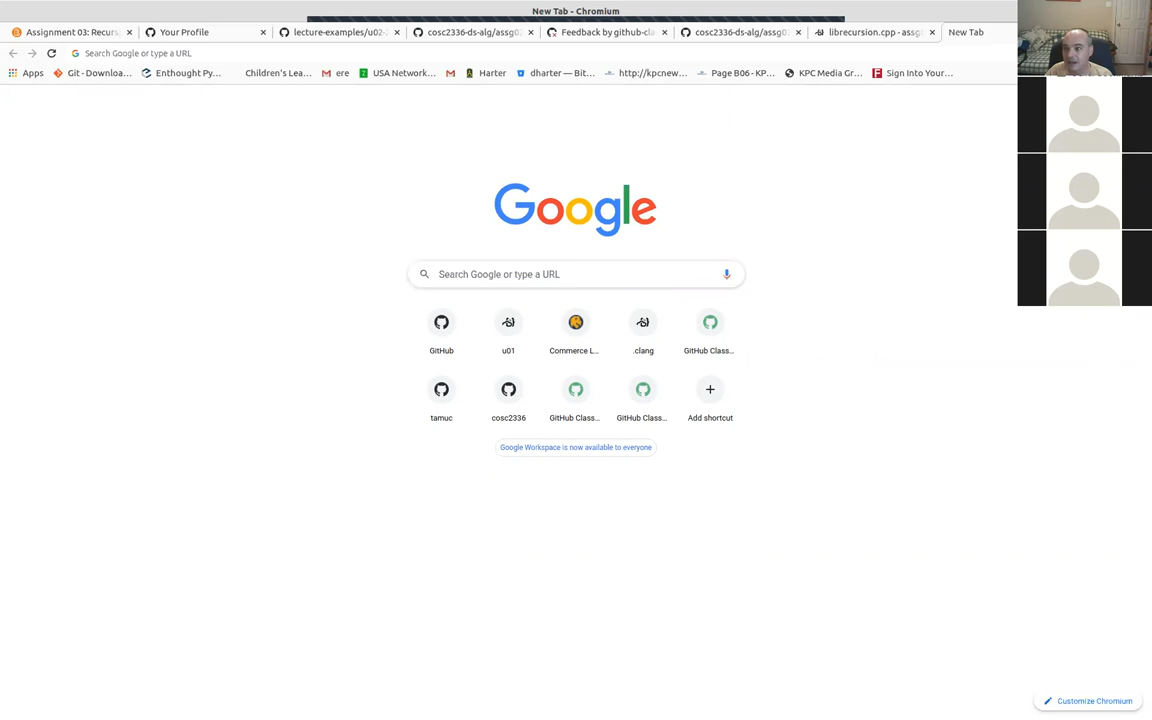 New Tab - Chromium
Assignment 03: Recurs
Your Profile
lecture-examples/u02-
cosc2336-ds-alg/assg0
Feedback by github-cla
cosc2336-ds-alg/assg03
librecursion.cpp - assg
New Tab
Search Google or type a URL
Apps
Git - Downloa...
Enthought Py...
Children's Lea...
ere
USA Network...
Harter
dharter — Bit...
http://kpcnew...
Page B06 - KP...
KPC Media Gr...
Sign Into Your...
Google
Search Google or type a URL
GitHub
u01
Commerce L...
.clang
GitHub Class...
tamuc
cosc2336
GitHub Class...
GitHub Class...
Add shortcut
Google Workspace is now available to everyone
Customize Chromium